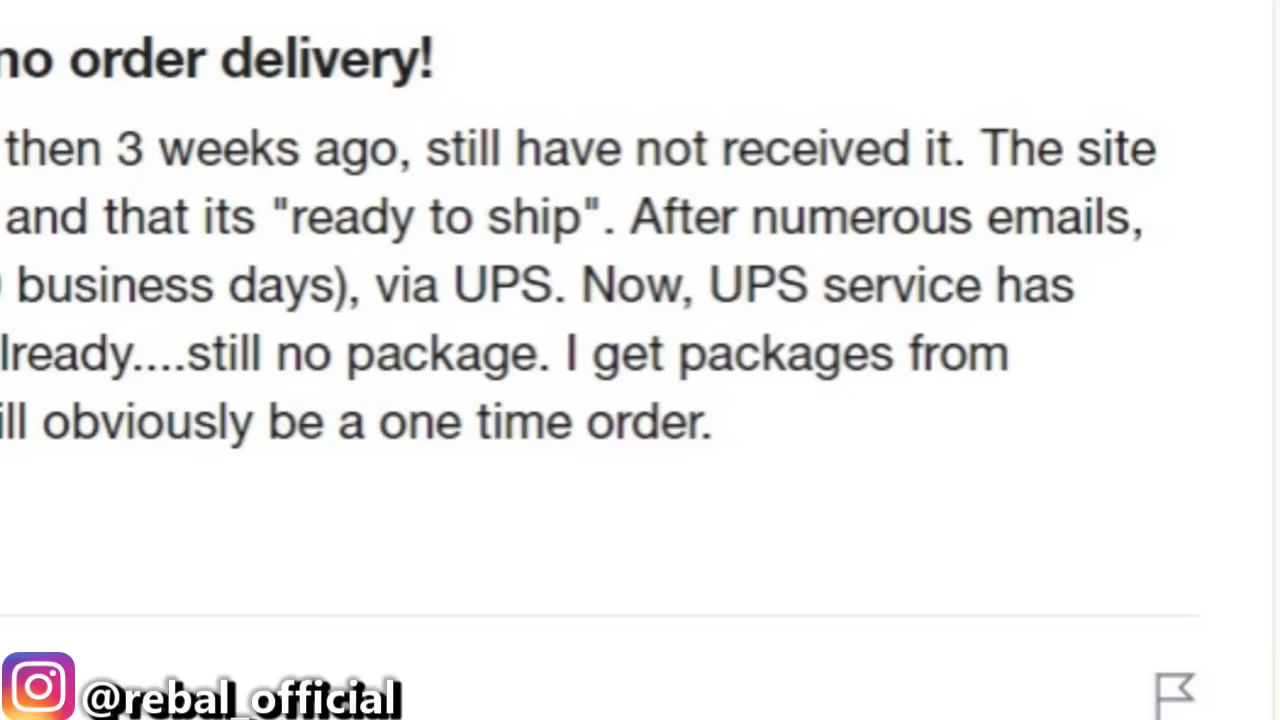 no order delivery!
then 3 weeks ago, still have not received it. The site
and that its "ready to ship". After numerous emails,
business days), via UPS. Now, UPS service has
lready....still no package. I get packages from
ill obviously be a one time order.
@rebal_official